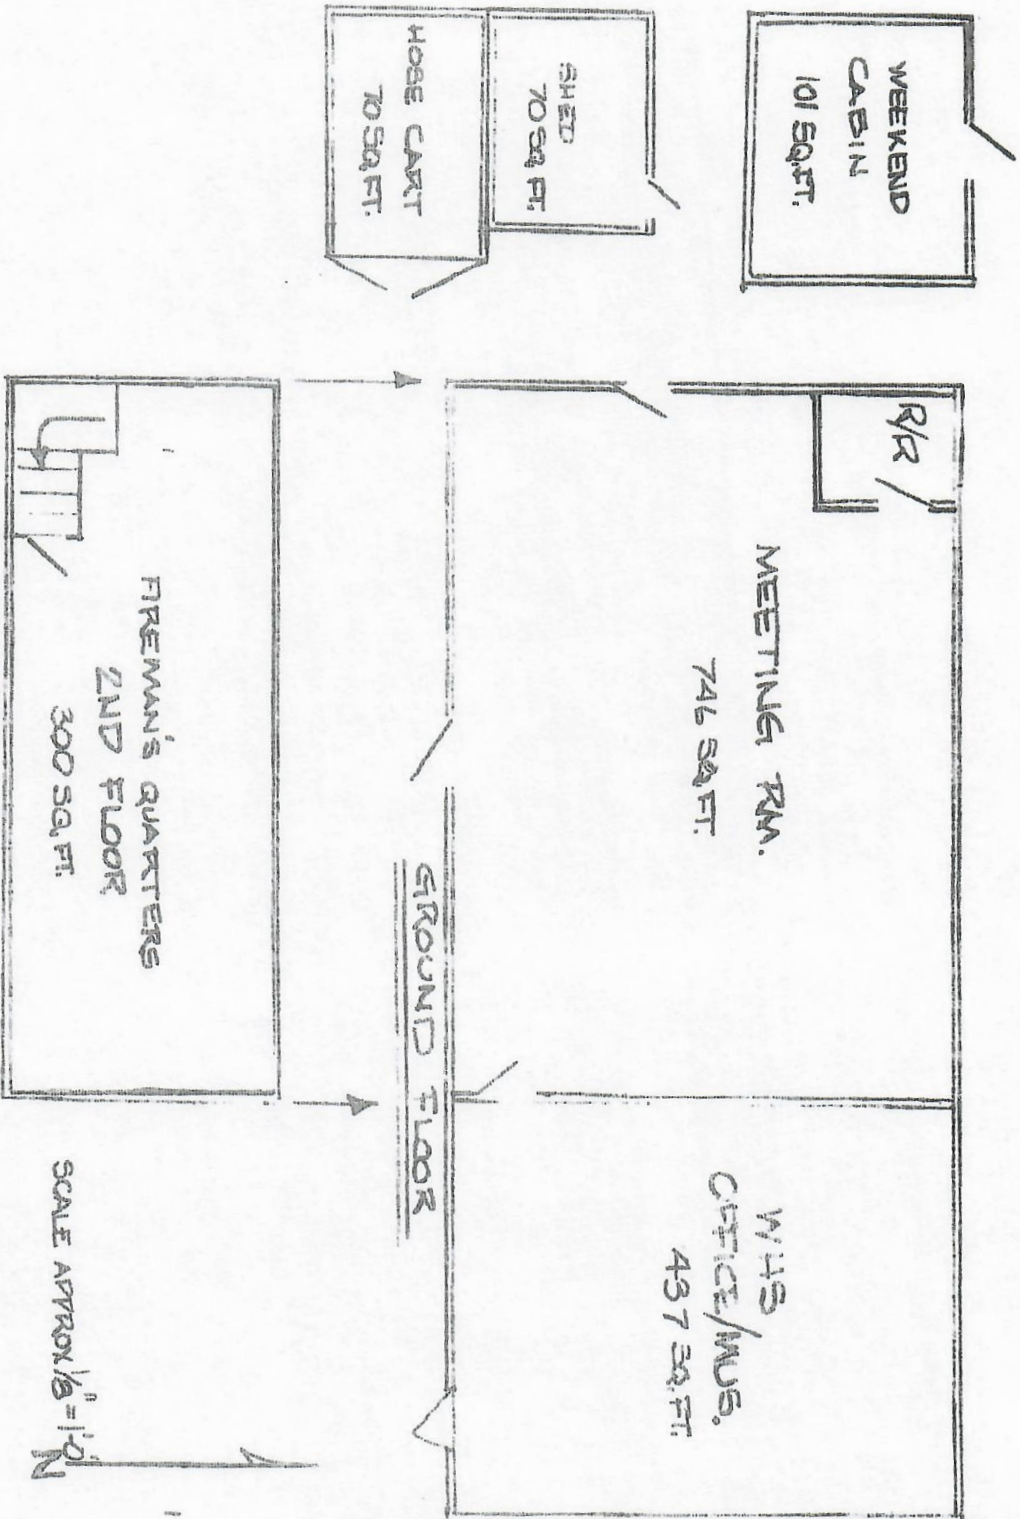 WEEKEND
CABIN
101 SQ.FT.
SHED
70 SQ. FT.
HOSE CART
70 SQ.FT.
R/R
MEETING RM.
746 SQ.FT.
WHS
OFFICE/MUS.
437 SQ.FT.
GROUND FLOOR
FIREMAN'S QUARTERS
2ND FLOOR
300 SQ.FT.
SCALE APPROX 1/8"=1'-0"
N